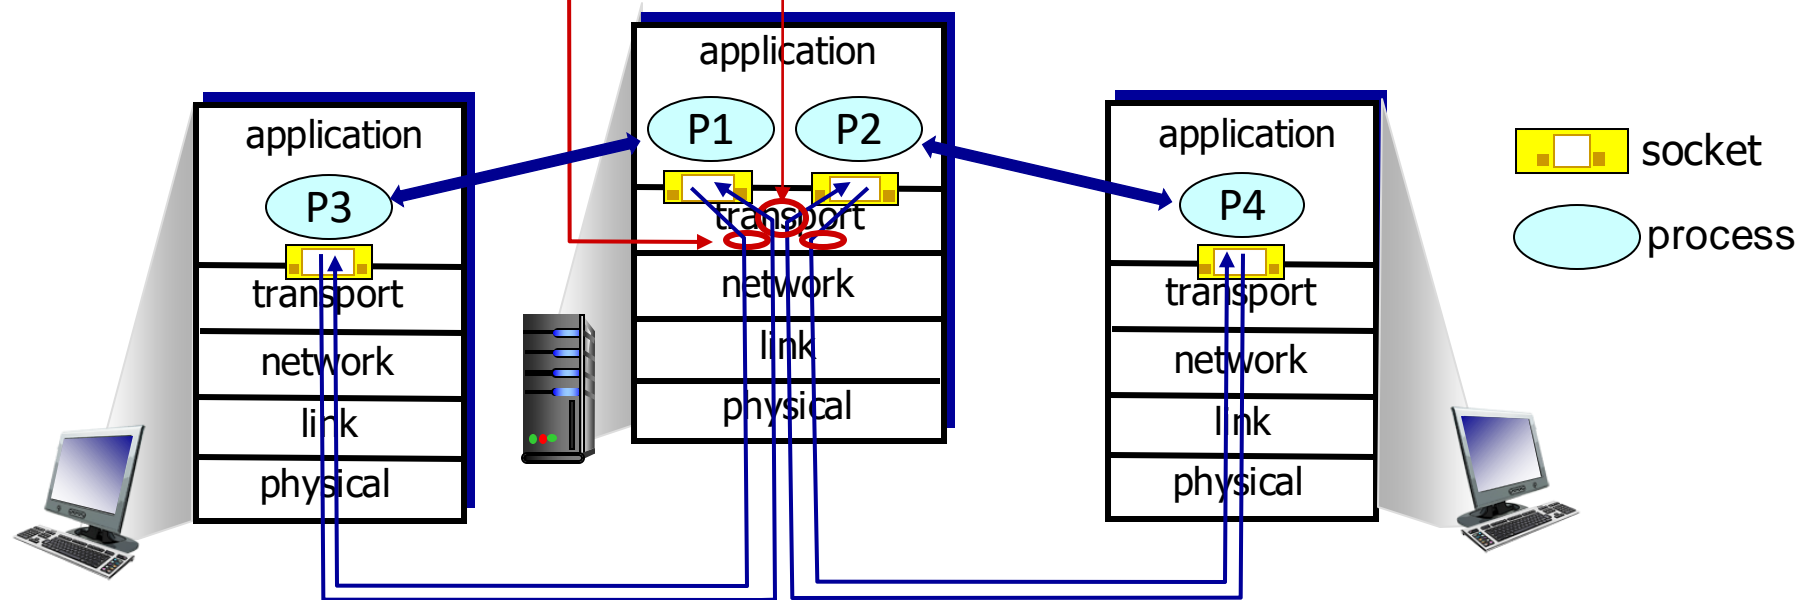 application
P1
P2
transport
network
link
physical
application
P3
transport
network
link
physical
application
P4
transport
network
link
physical
socket
process